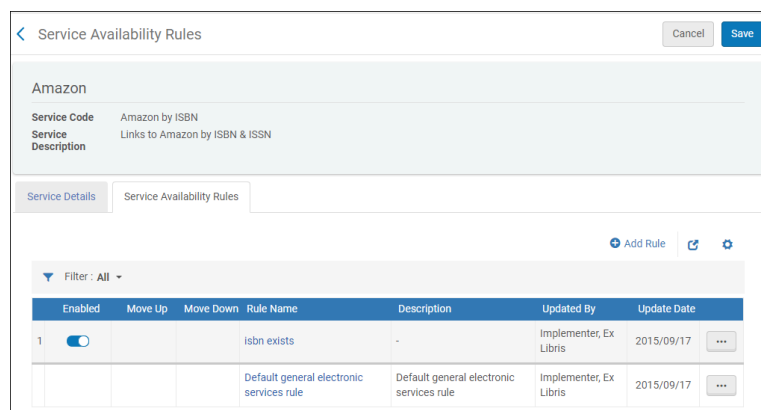 Service Availability Rules
Cancel
Save
Amazon
Service Code Amazon by ISBN
Service Links to Amazon by ISBN & ISSN
Description
Service Details Service Availability Rules
Add Rule
Filter : All
Enabled Move Up Move Down Rule Name Description Updated By Update Date
1 isbn exists - Implementer, Ex 2015/09/17 ...
Libris
Default general electronic Default general electronic Implementer, Ex 2015/09/17 ...
services rule services rule Libris